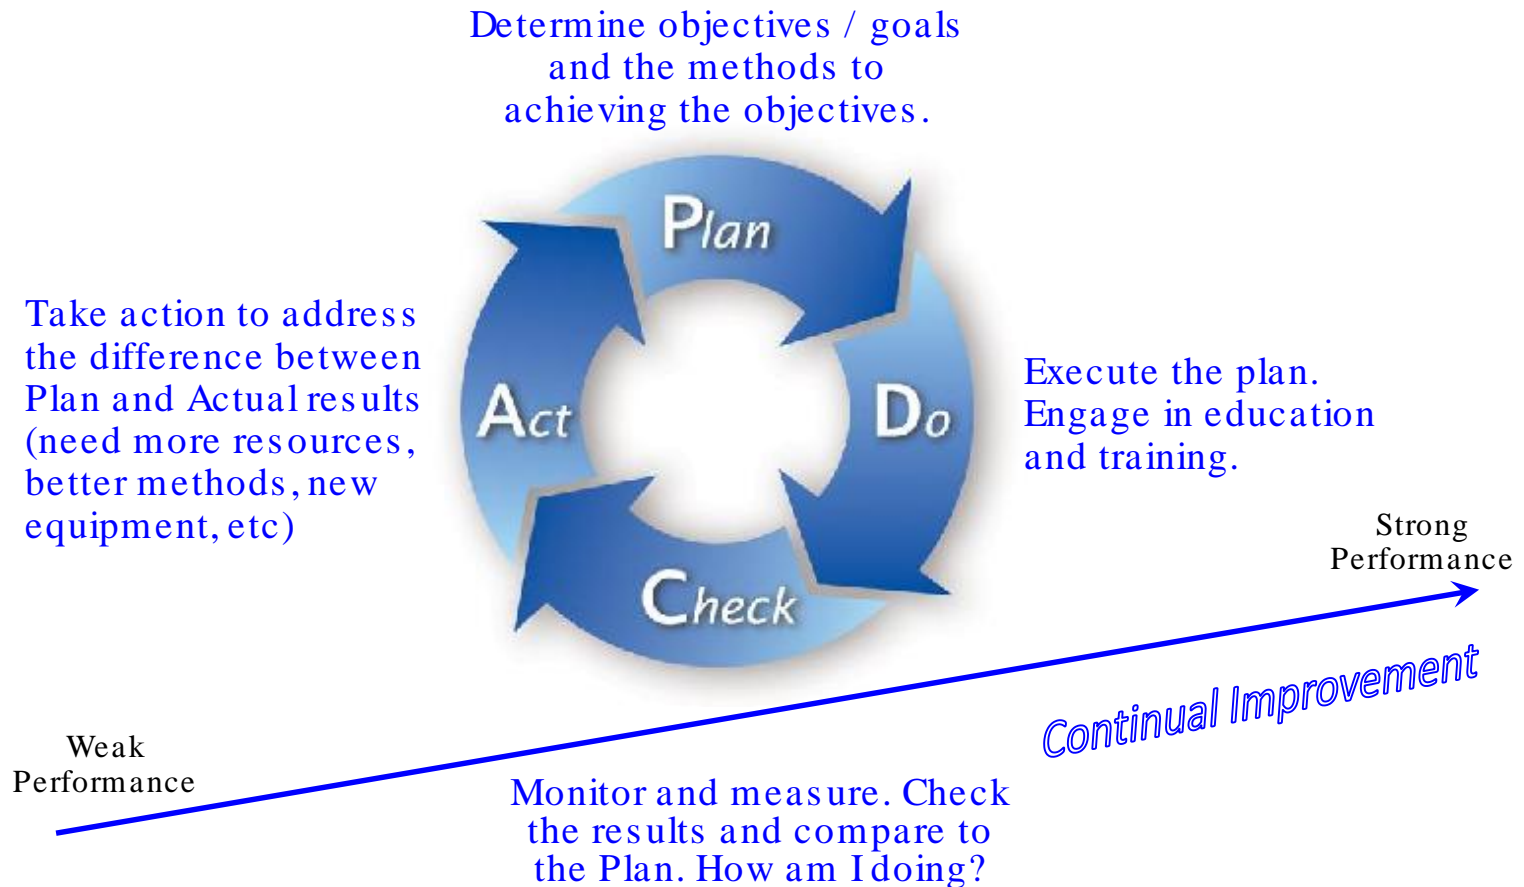 Determine objectives / goals
and the methods to
achieving the objectives.
Plan
Take action to address
the difference between
Plan and Actual results
(need more resources,
better methods, new
equipment, etc)
Act
Do
Execute the plan.
Engage in education
and training.
Check
Strong
Performance
Continual Improvement
Weak
Performance
Monitor and measure. Check
the results and compare to
the Plan. How am I doing?